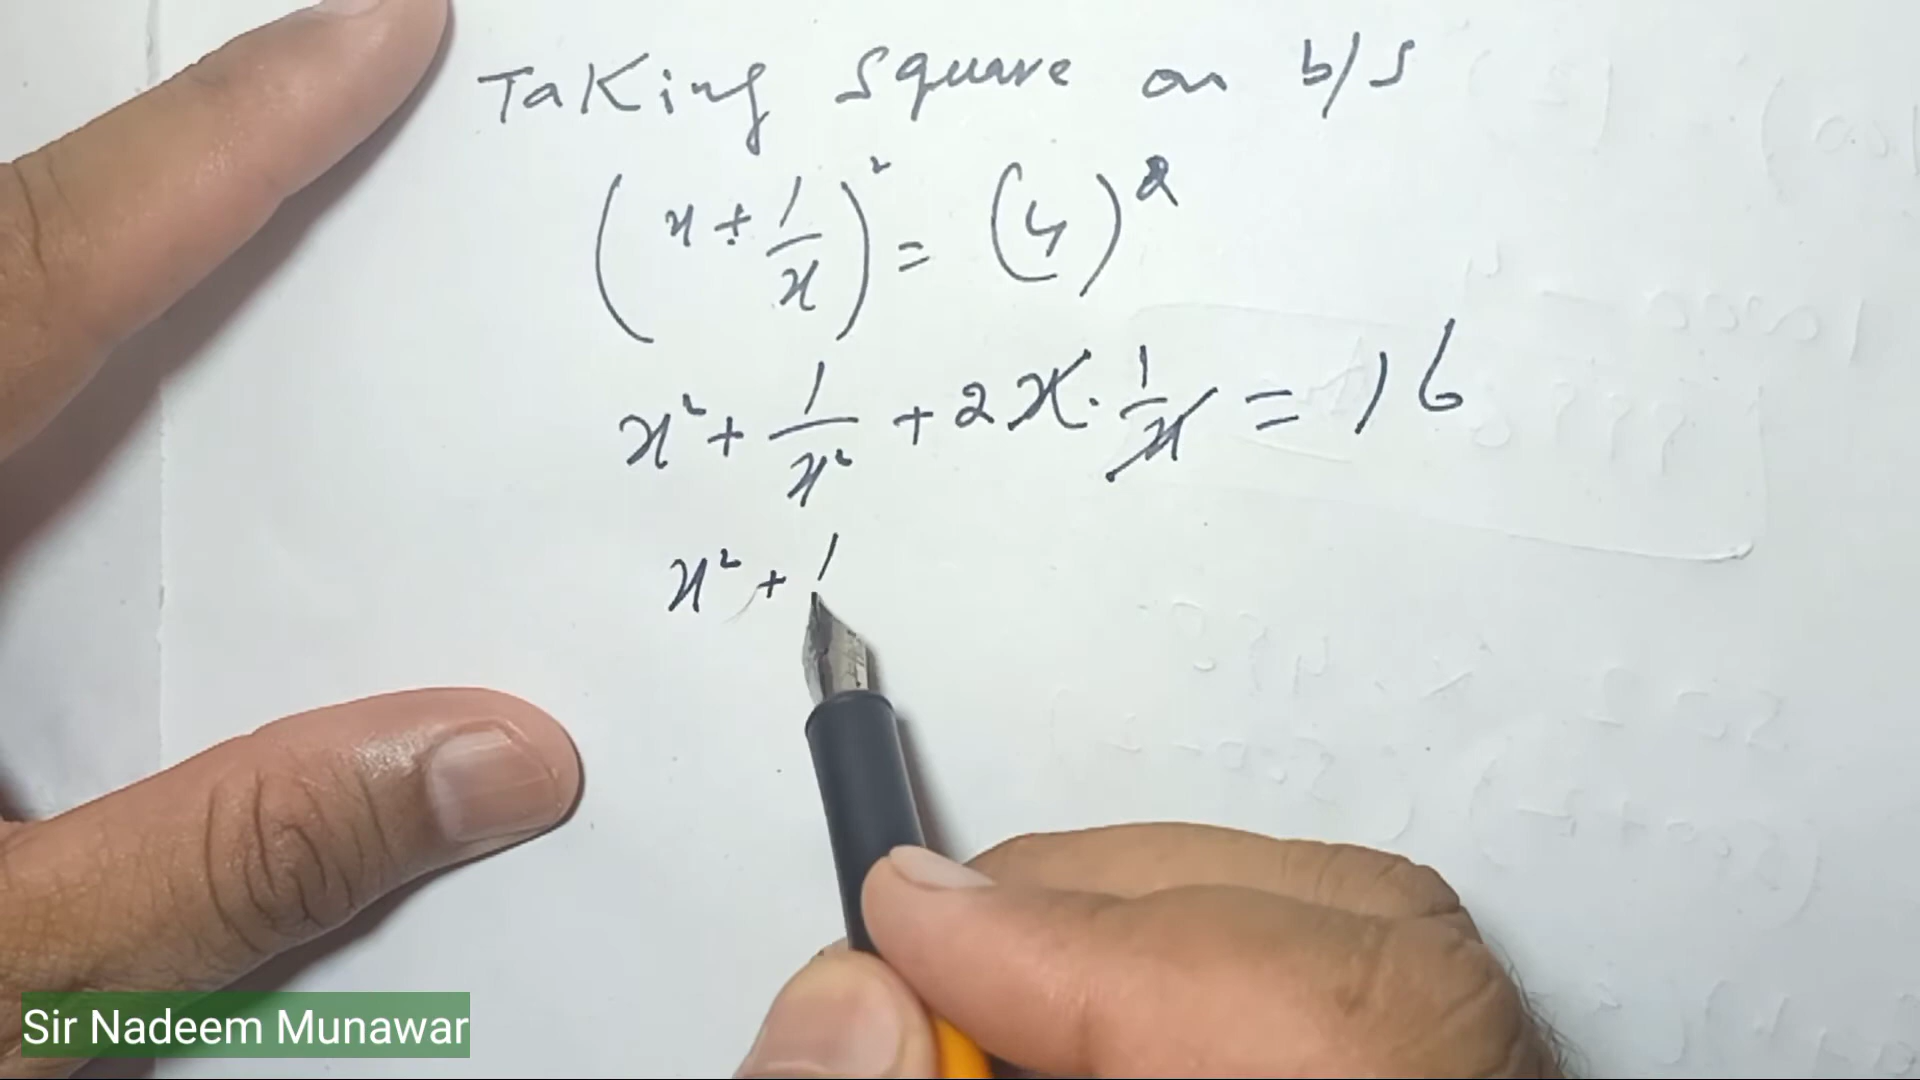 Taking Square on b/s
(x + 1/x)² = (4)²
x² + 1/x² + 2x · 1/x = 16
x² + 1
Sir Nadeem Munawar